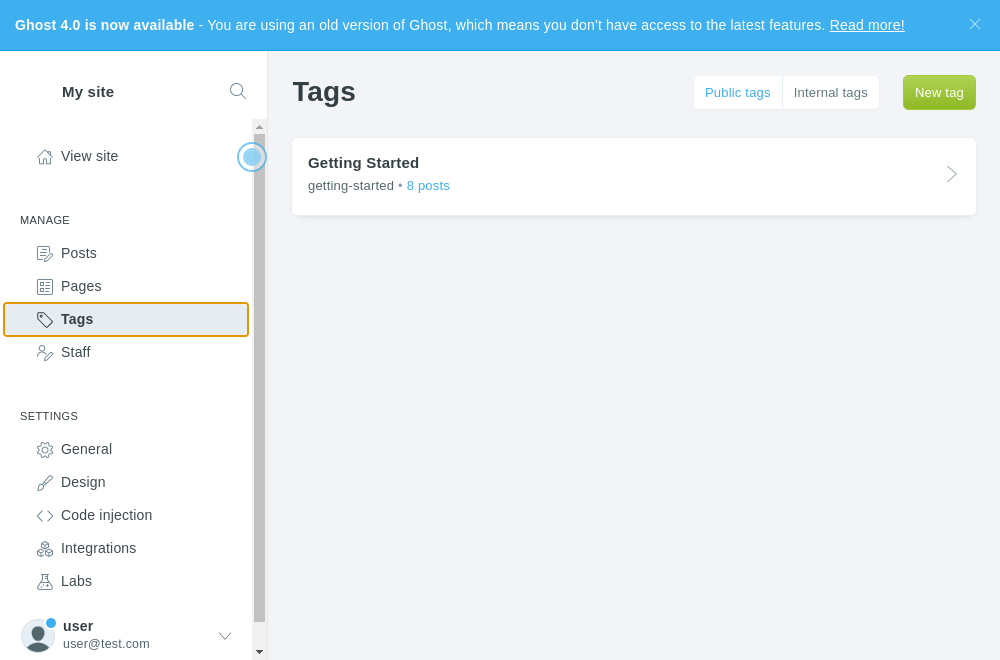 Ghost 4.0 is now available - You are using an old version of Ghost, which means you don't have access to the latest features. Read more!
My site
View site
MANAGE
Posts
Pages
Tags
Staff
SETTINGS
General
Design
Code injection
Integrations
Labs
user
user@test.com
Tags
Public tags
Internal tags
New tag
Getting Started
getting-started • 8 posts